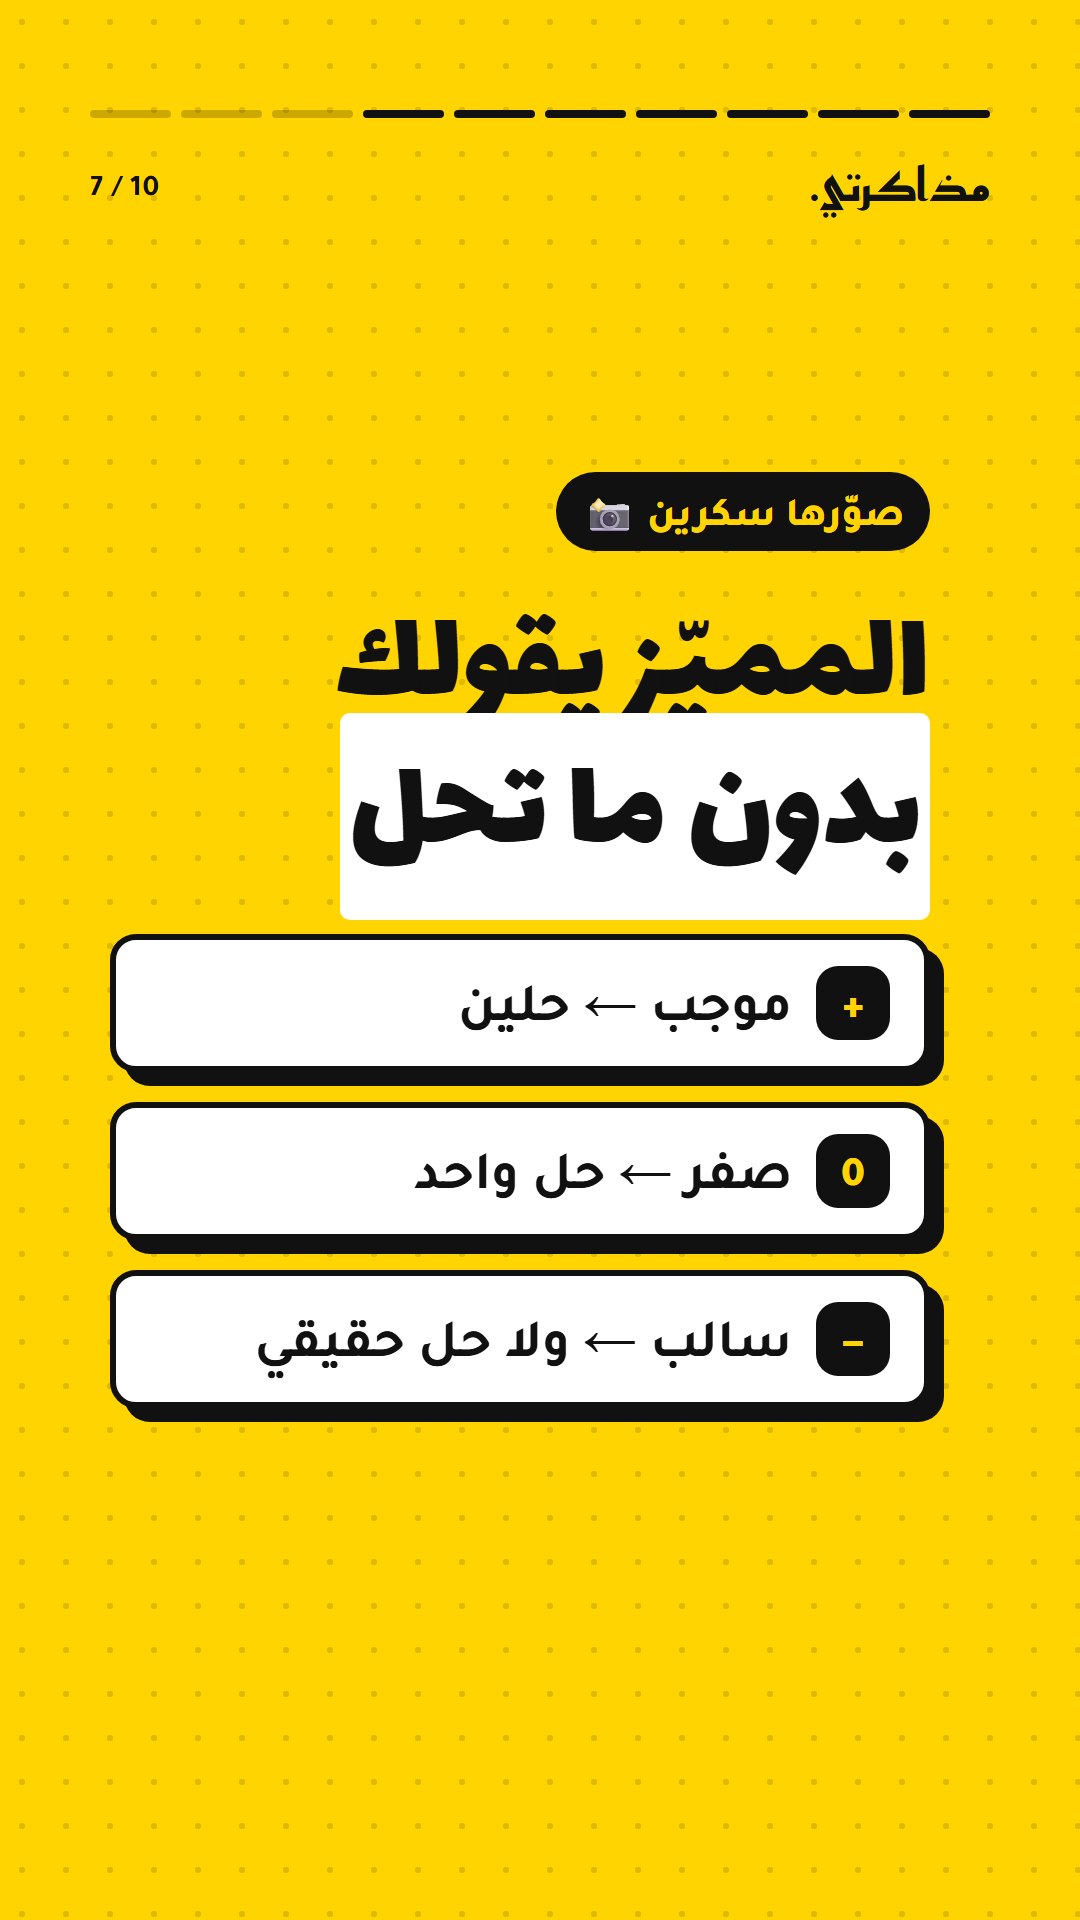 مذاكرتي.
7 / 10
صوّرها سكرين 📸
المميّز يقولك
بدون ما تحل
+ موجب ← حلين
0 صفر ← حل واحد
− سالب ← ولا حل حقيقي